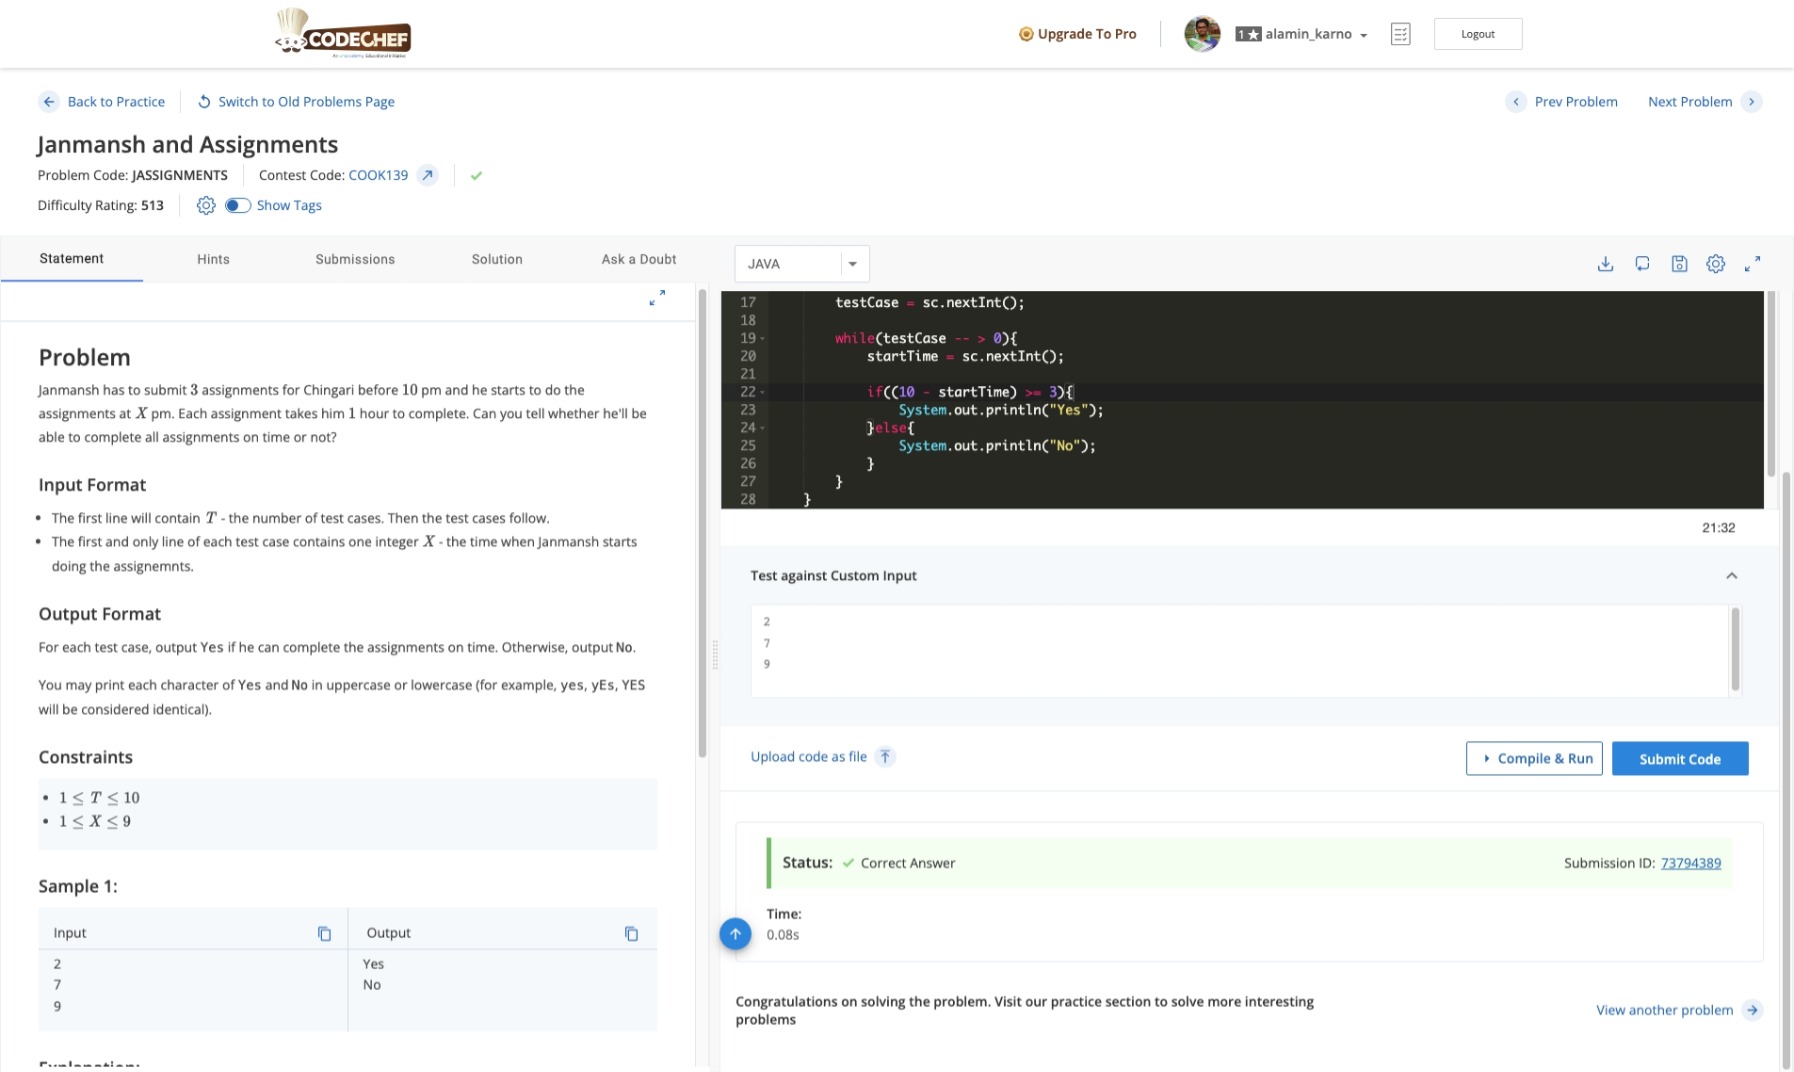 CODECHEF
An unacademy Educational Initiative
Upgrade To Pro
1★ alamin_karno
Logout
Back to Practice
Switch to Old Problems Page
Prev Problem
Next Problem
Janmansh and Assignments
Problem Code: JASSIGNMENTS
Contest Code: COOK139
Difficulty Rating: 513
Show Tags
Statement
Hints
Submissions
Solution
Ask a Doubt
Problem
Janmansh has to submit 3 assignments for Chingari before 10 pm and he starts to do the
assignments at X pm. Each assignment takes him 1 hour to complete. Can you tell whether he'll be
able to complete all assignments on time or not?
Input Format
• The first line will contain T - the number of test cases. Then the test cases follow.
• The first and only line of each test case contains one integer X - the time when Janmansh starts
doing the assignemnts.
Output Format
For each test case, output Yes if he can complete the assignments on time. Otherwise, output No.
You may print each character of Yes and No in uppercase or lowercase (for example, yes, yEs, YES
will be considered identical).
Constraints
• 1 ≤ T ≤ 10
• 1 ≤ X ≤ 9
Sample 1:
Input
Output
2
7
9
Yes
No
Explanation:
JAVA
17 testCase = sc.nextInt();
18
19 while(testCase -- > 0){
20 startTime = sc.nextInt();
21
22 if((10 - startTime) >= 3){
23 System.out.println("Yes");
24 }else{
25 System.out.println("No");
26 }
27 }
28 }
21:32
Test against Custom Input
2
7
9
Upload code as file
Compile & Run
Submit Code
Status: ✓ Correct Answer
Submission ID: 73794389
Time:
0.08s
Congratulations on solving the problem. Visit our practice section to solve more interesting
problems
View another problem